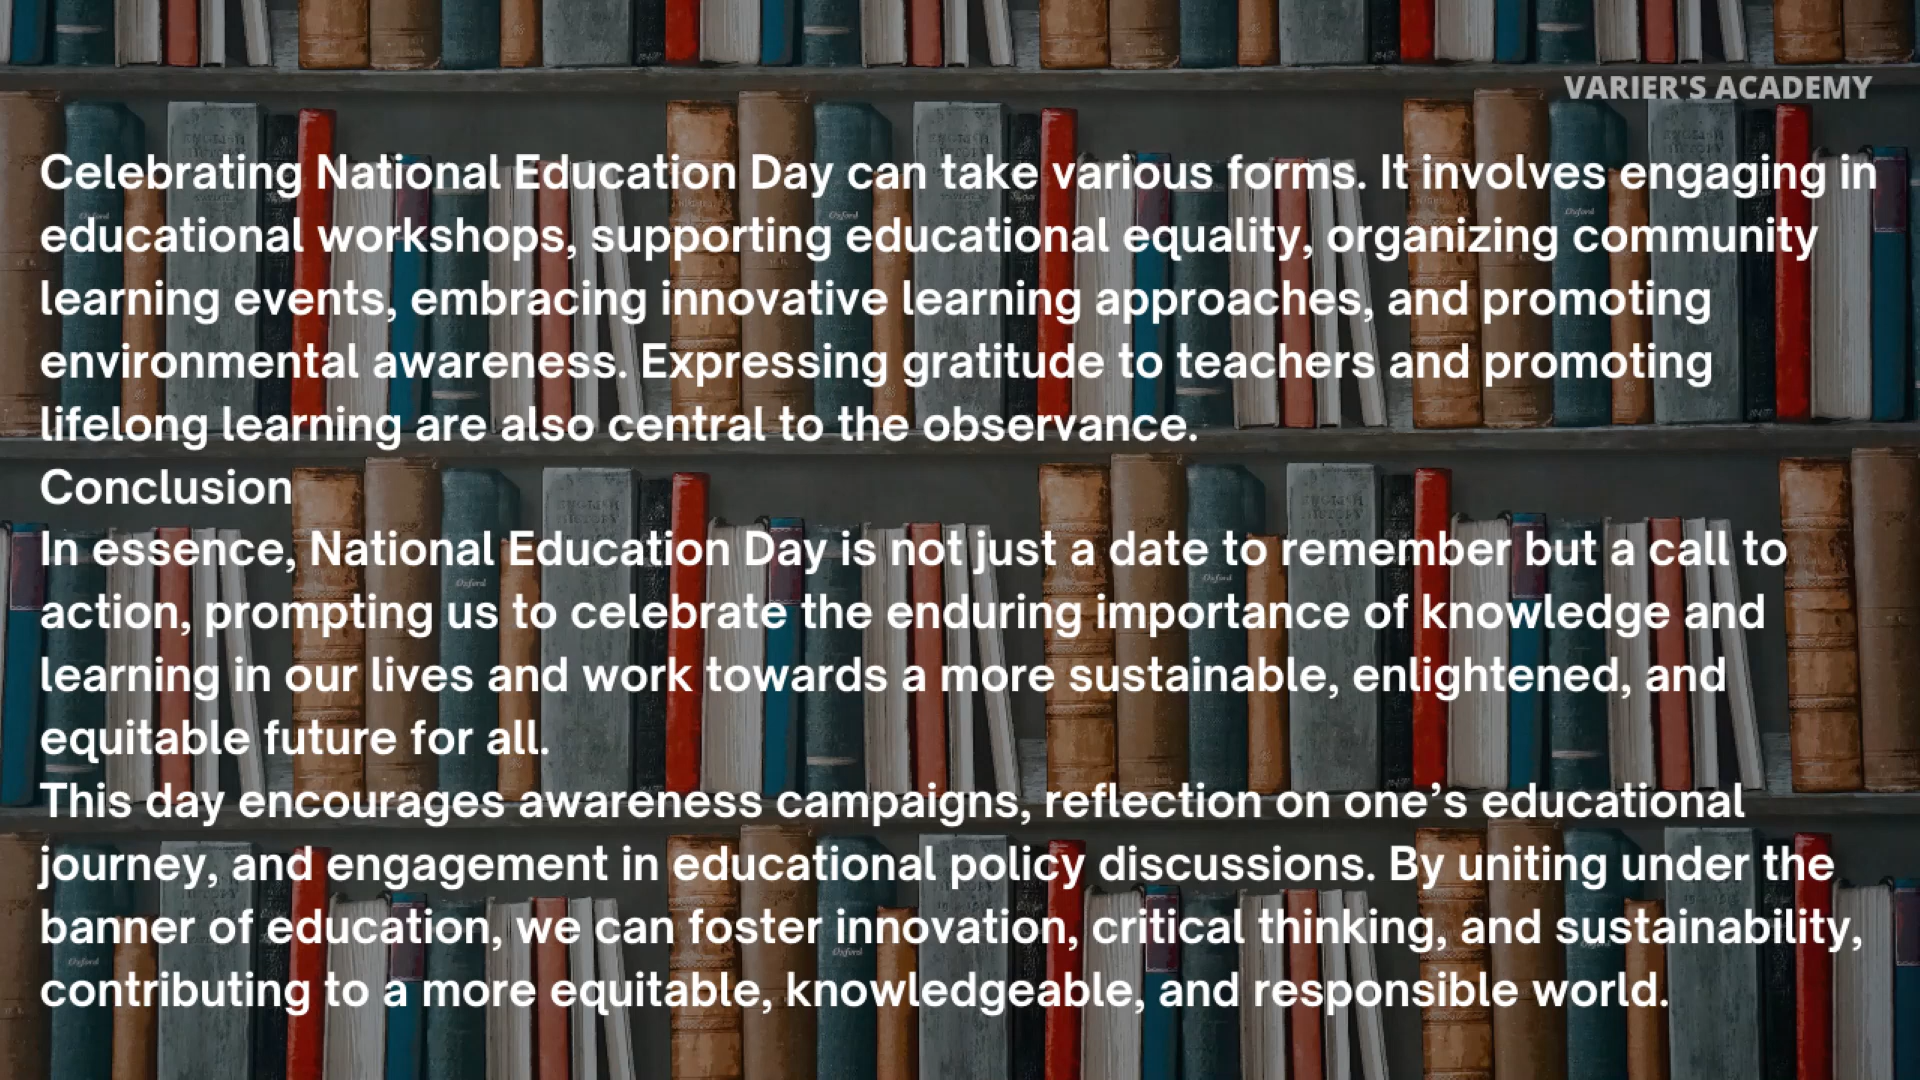 VARIER'S ACADEMY
Celebrating National Education Day can take various forms. It involves engaging in
educational workshops, supporting educational equality, organizing community
learning events, embracing innovative learning approaches, and promoting
environmental awareness. Expressing gratitude to teachers and promoting
lifelong learning are also central to the observance.
Conclusion
In essence, National Education Day is not just a date to remember but a call to
action, prompting us to celebrate the enduring importance of knowledge and
learning in our lives and work towards a more sustainable, enlightened, and
equitable future for all.
This day encourages awareness campaigns, reflection on one’s educational
journey, and engagement in educational policy discussions. By uniting under the
banner of education, we can foster innovation, critical thinking, and sustainability,
contributing to a more equitable, knowledgeable, and responsible world.